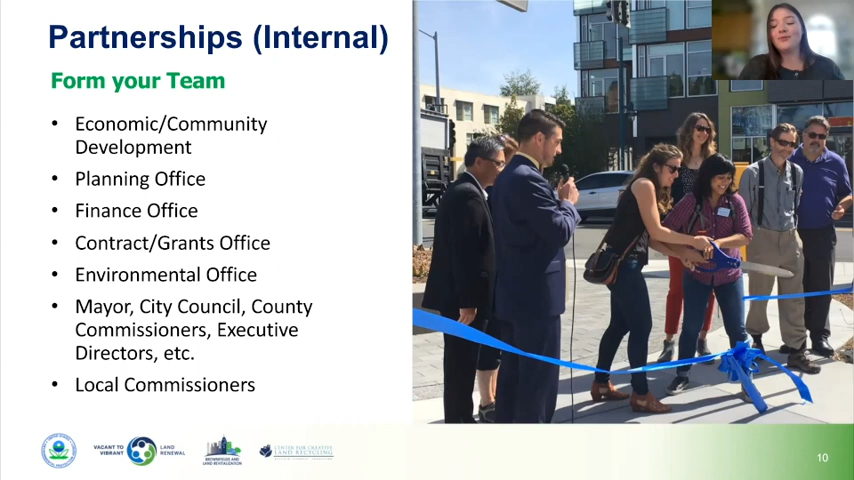 Partnerships (Internal)
Form your Team
• Economic/Community
Development
• Planning Office
• Finance Office
• Contract/Grants Office
• Environmental Office
• Mayor, City Council, County
Commissioners, Executive
Directors, etc.
• Local Commissioners
VACANT TO
VIBRANT
LAND
RENEWAL
BROWNFIELDS AND
LAND REVITALIZATION
CENTER FOR CREATIVE
LAND RECYCLING
10